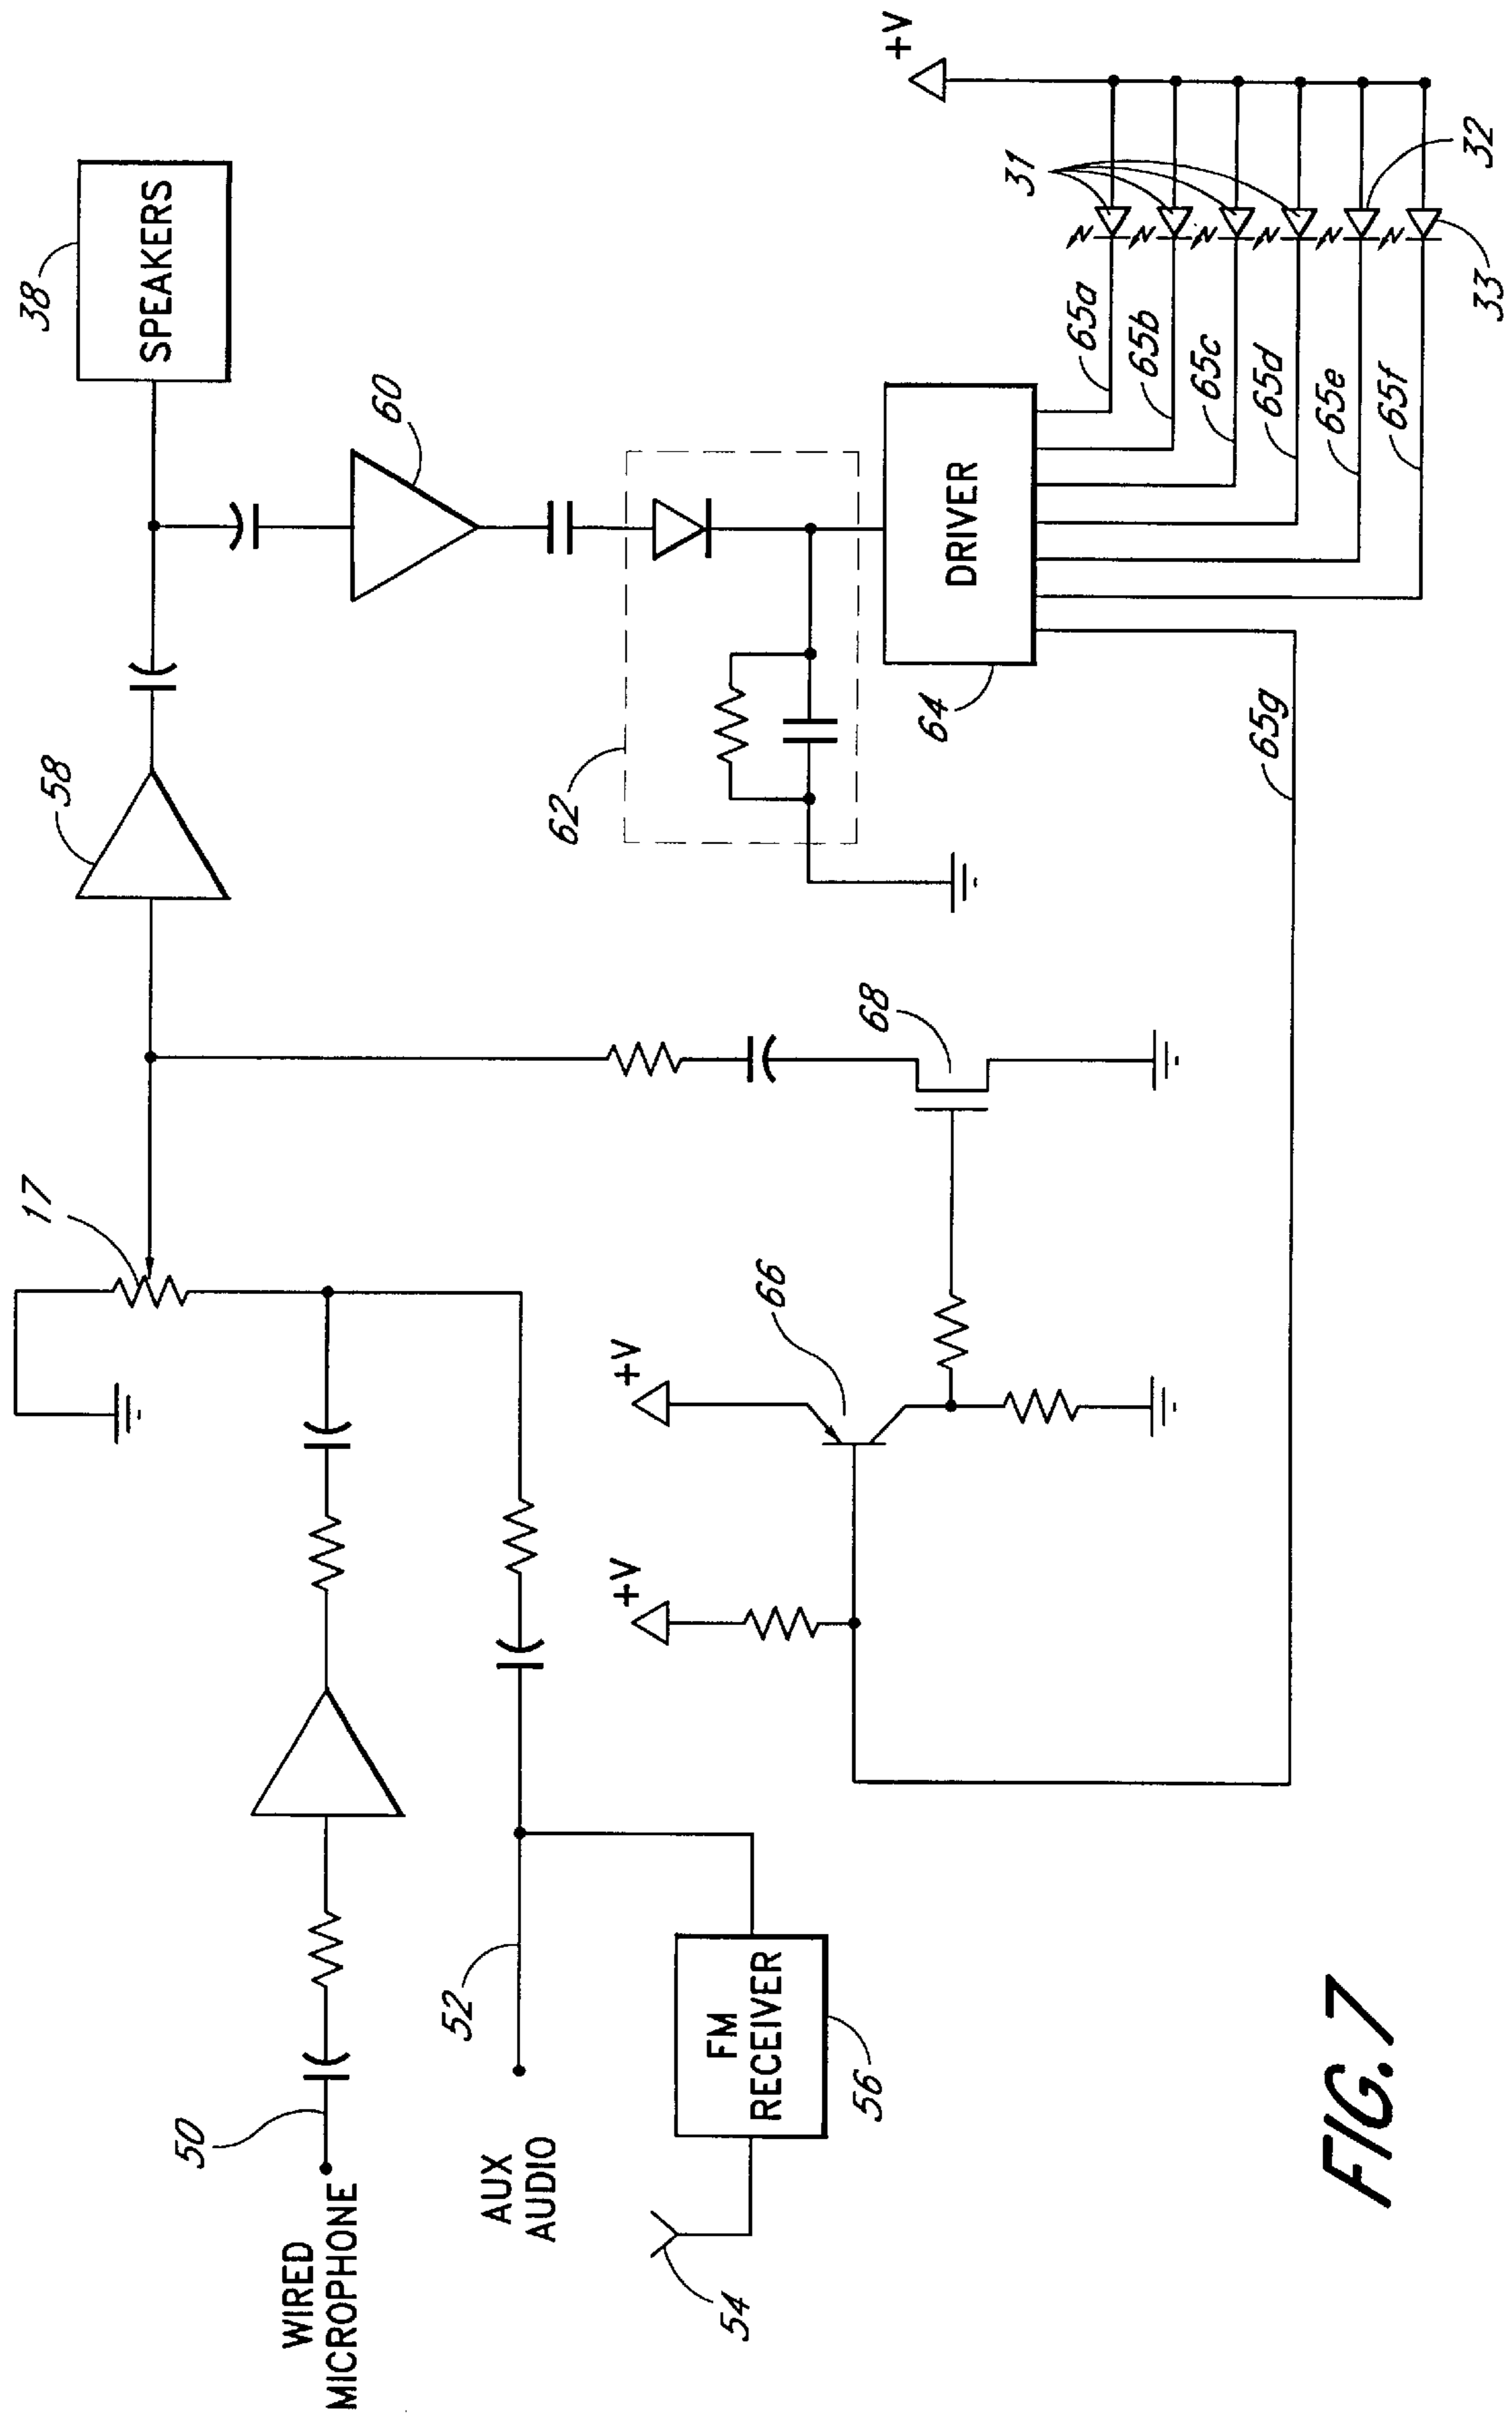 17
58
38
SPEAKERS
50
WIRED
MICROPHONE
52
AUX
AUDIO
54
FM
RECEIVER
56
+V
+V
66
68
60
62
64
DRIVER
65a
65b
65c
65d
65e
65f
65g
+V
31
32
33
FIG. 7